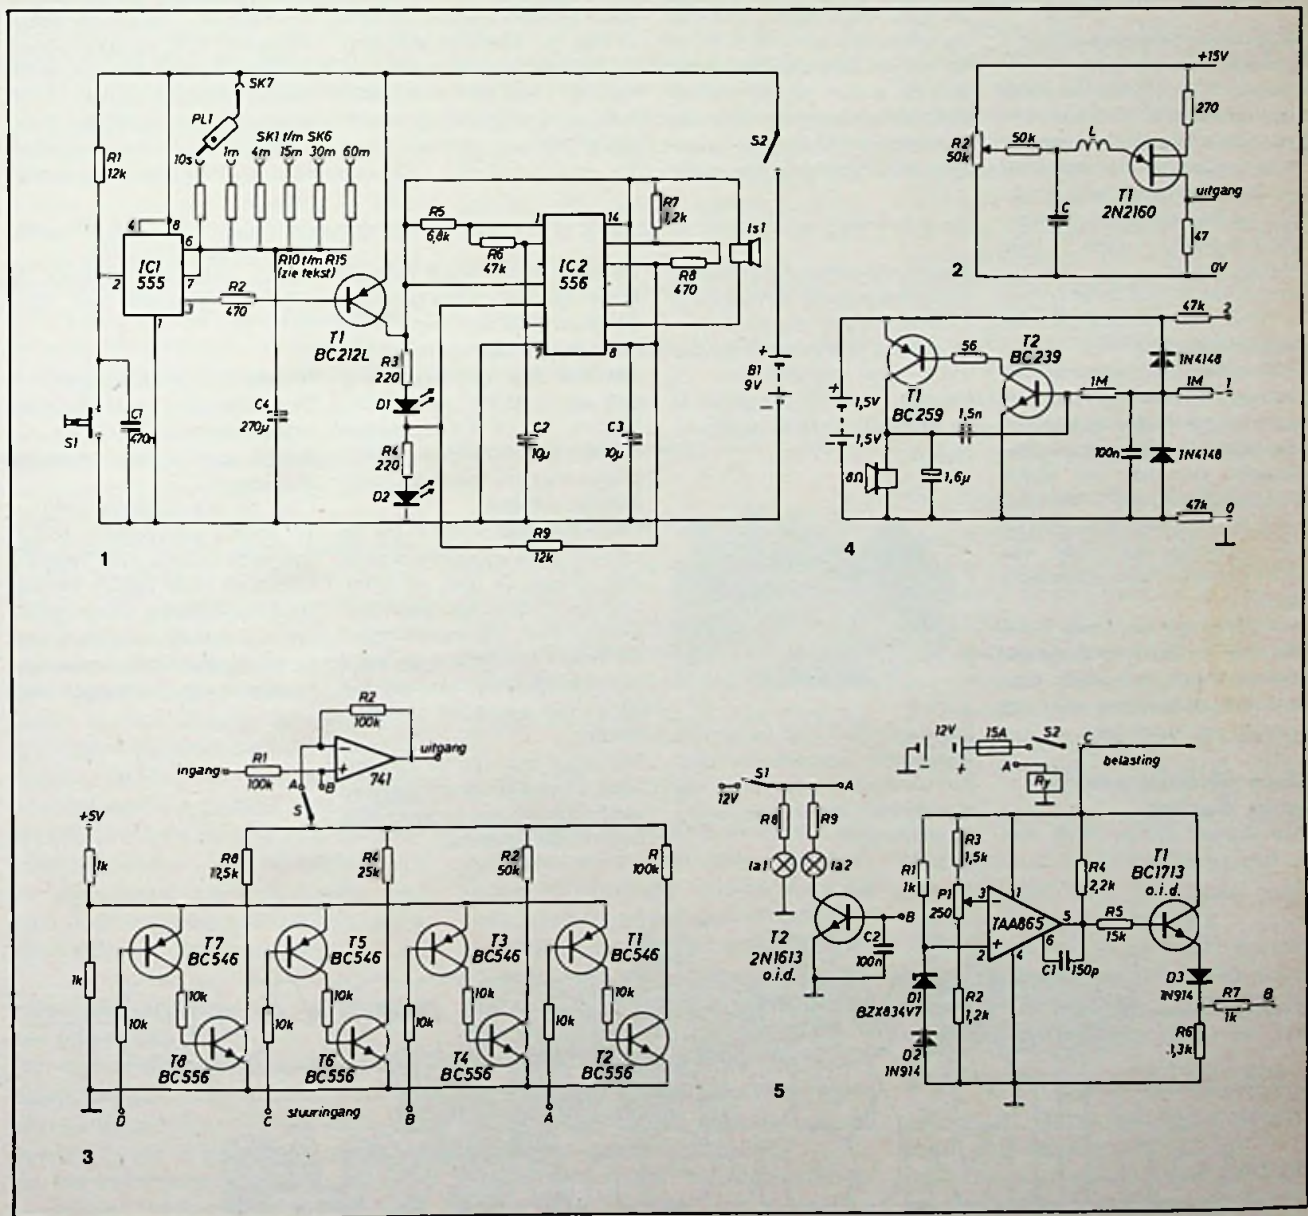 SK7
PL1
SK1 t/m SK6
10s 1m 4m 15m 30m 60m
R1
12k
4 8
IC1
555
6
7
2
3
1
R10 t/m R15
(zie tekst)
R2
470
T1
BC212L
R5
6,8k
R6
47k
1 14
IC2
556
7 8
R7
1,2k
R8
470
ls1
S2
R3
220
D1
R4
220
D2
C2
10µ
C3
10µ
B1
9V
+
−
S1
C1
470n
C4
270µ
R9
12k
1
+15V
270
R2
50k
50k
L
C
T1
2N2160
uitgang
47
0V
2
47k 2
T2
BC239
56
1N4148
T1
BC259
1M
1M 1
+
1,5V
1,5V
−
1,5n
8Ω
1,6µ
100n
1N4148
47k 0
4
R2
100k
R1
100k
ingang
A
B
−
+
741
uitgang
S
+5V
1k
R8
12,5k
R4
25k
R2
50k
R
100k
1k
T7
BC546
T5
BC546
T3
BC546
T1
BC546
10k 10k 10k 10k
10k 10k 10k 10k
T8
BC556
T6
BC556
T4
BC556
T2
BC556
D C stuuringang B A
3
12V
−
+
15A
S2
C
belasting
A
Ry
S1
12V
A
R8 R9
la1 la2
B
T2
2N1613
o.i.d.
C2
100n
R1
1k
R3
1,5k
P1
250
3
−
1
TAA865
5
+
2
6
4
C1
150p
R4
2,2k
R5
15k
T1
BC1713
o.i.d.
D1
BZX834V7
D2
1N914
R2
1,2k
D3
1N914
R7
1k
B
R6
3,3k
5